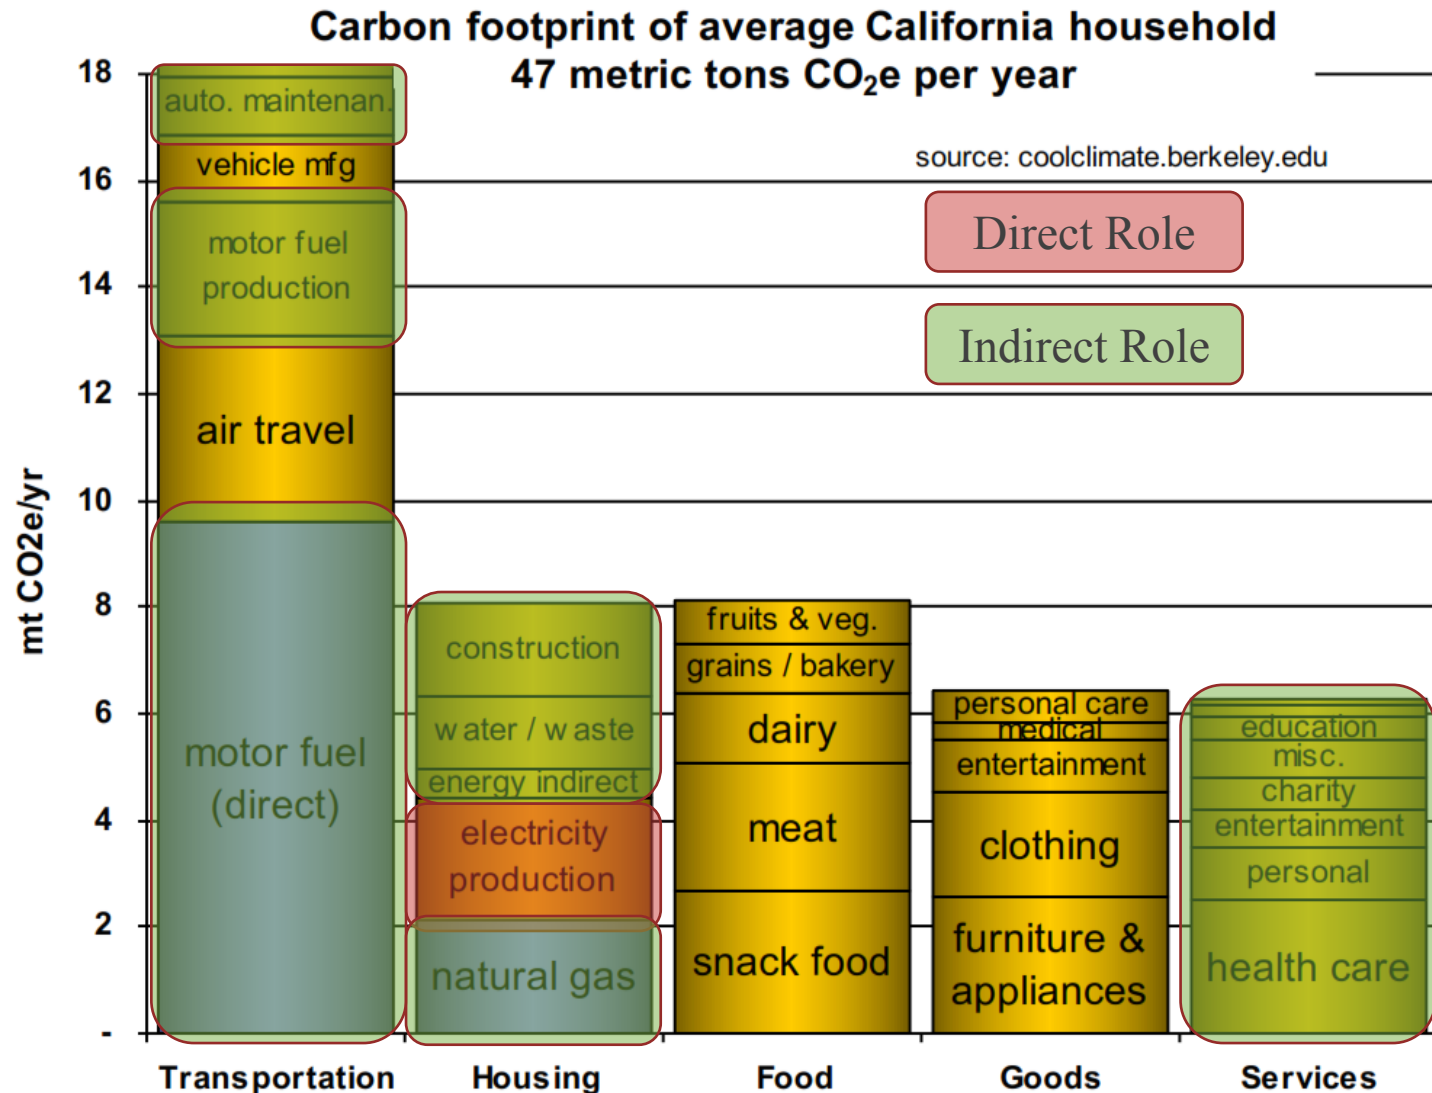 Carbon footprint of average California household
47 metric tons CO₂e per year
source: coolclimate.berkeley.edu
Direct Role
Indirect Role
mt CO2e/yr
18
16
14
12
10
8
6
4
2
-
auto. maintenan.
vehicle mfg
motor fuel
production
air travel
motor fuel
(direct)
construction
water / waste
energy indirect
electricity
production
natural gas
fruits & veg.
grains / bakery
dairy
meat
snack food
personal care
medical
entertainment
clothing
furniture &
appliances
education
misc.
charity
entertainment
personal
health care
Transportation
Housing
Food
Goods
Services